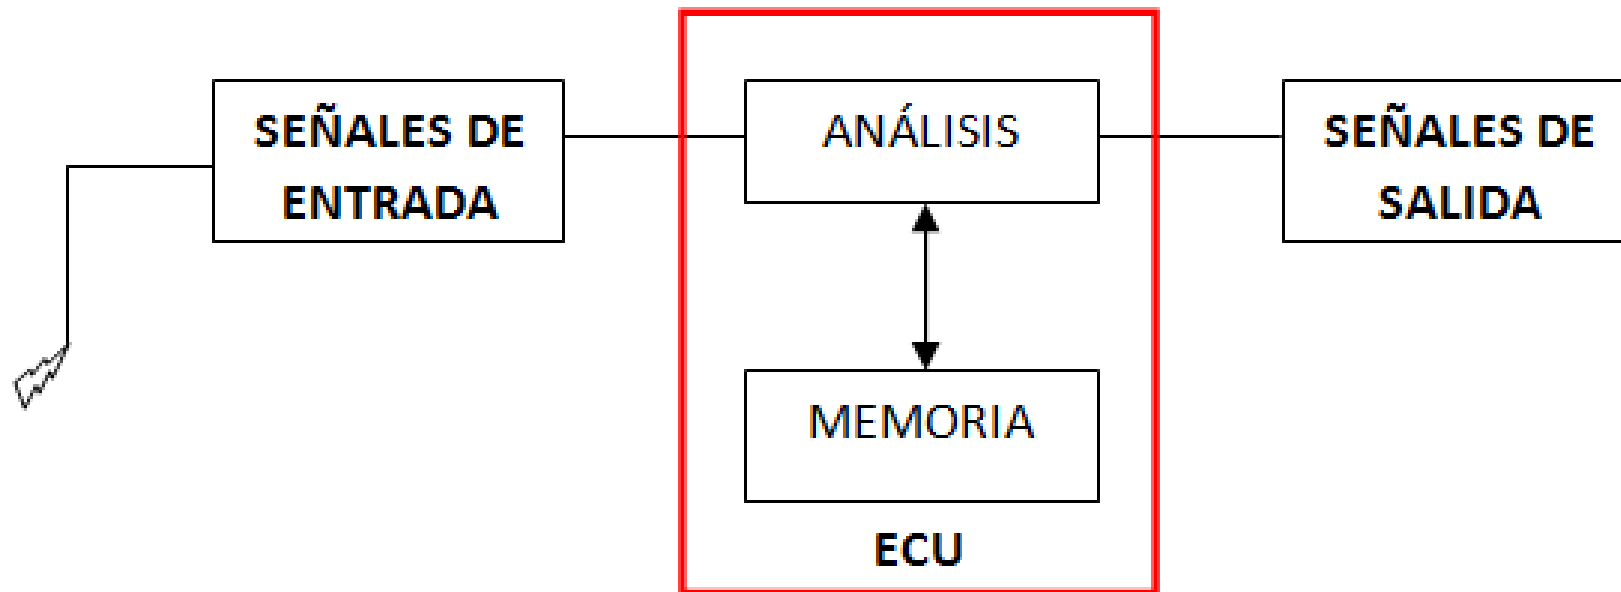 SEÑALES DE
ENTRADA
ANÁLISIS
MEMORIA
ECU
SEÑALES DE
SALIDA